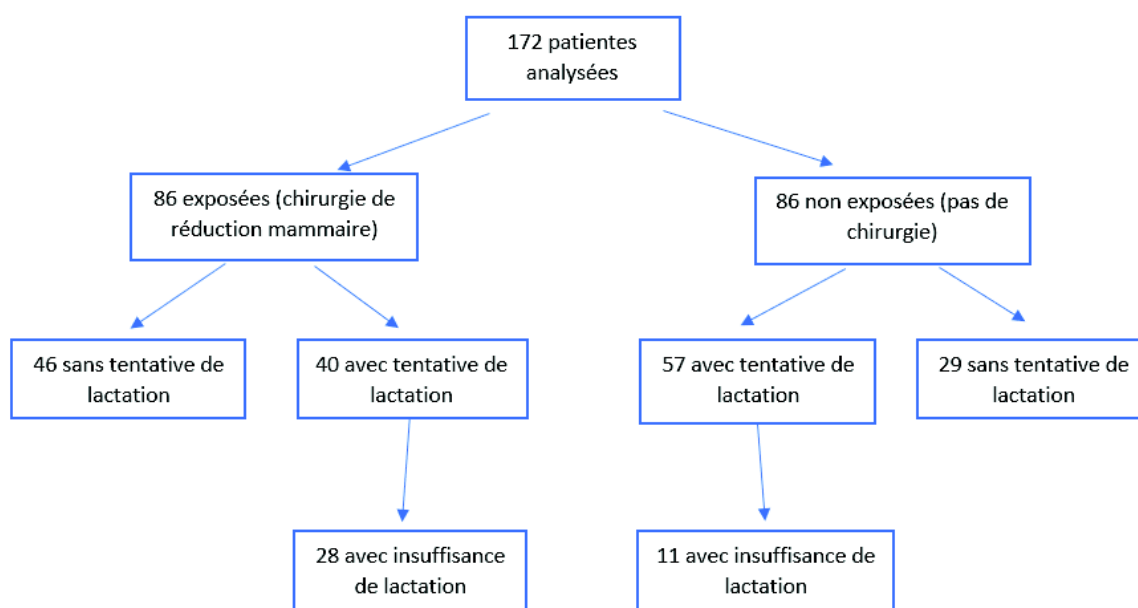 172 patientes
analysées
86 exposées (chirurgie de
réduction mammaire)
86 non exposées (pas de
chirurgie)
46 sans tentative de
lactation
40 avec tentative de
lactation
57 avec tentative de
lactation
29 sans tentative de
lactation
28 avec insuffisance
de lactation
11 avec insuffisance de
lactation